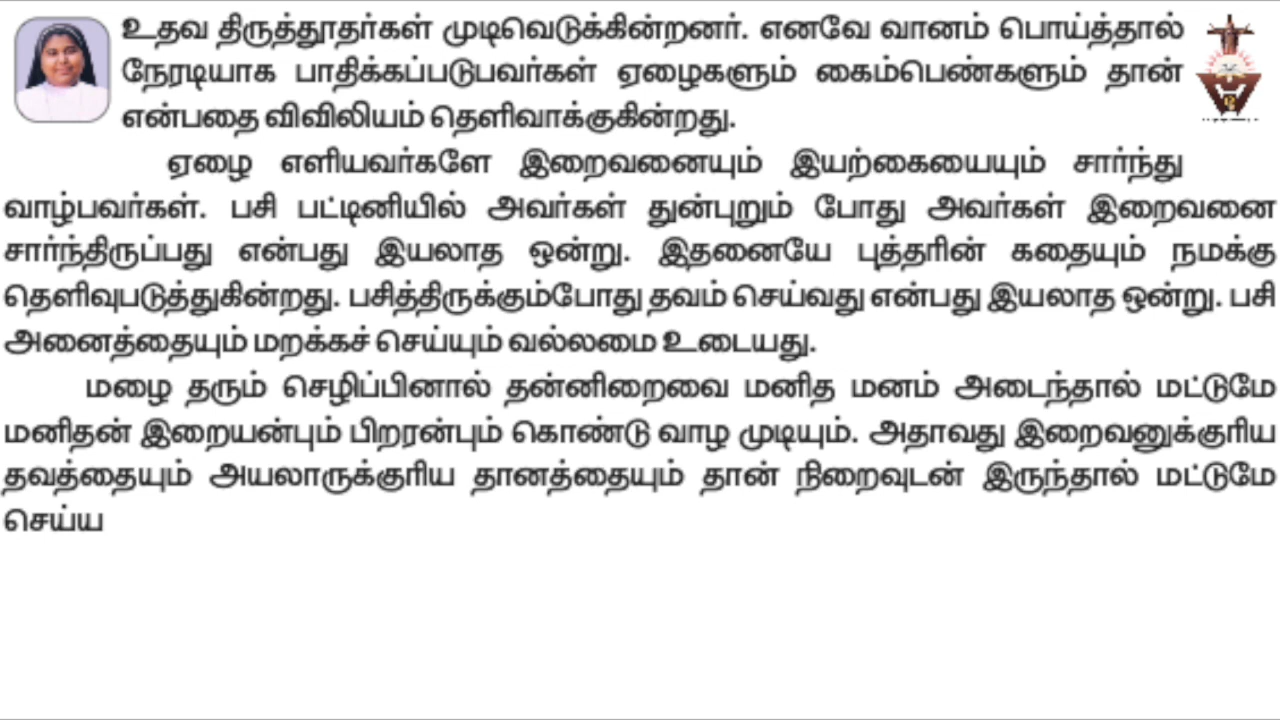 உதவ திருத்தூதர்கள் முடிவெடுக்கின்றனர். எனவே வானம் பொய்த்தால்
நேரடியாக பாதிக்கப்படுபவர்கள் ஏழைகளும் கைம்பெண்களும் தான்
என்பதை விவிலியம் தெளிவாக்குகின்றது.
ஏழை எளியவர்களே இறைவனையும் இயற்கையையும் சார்ந்து
வாழ்பவர்கள். பசி பட்டினியில் அவர்கள் துன்புறும் போது அவர்கள் இறைவனை
சார்ந்திருப்பது என்பது இயலாத ஒன்று. இதனையே புத்தரின் கதையும் நமக்கு
தெளிவுபடுத்துகின்றது. பசித்திருக்கும்போது தவம் செய்வது என்பது இயலாத ஒன்று. பசி
அனைத்தையும் மறக்கச் செய்யும் வல்லமை உடையது.
மழை தரும் செழிப்பினால் தன்னிறைவை மனித மனம் அடைந்தால் மட்டுமே
மனிதன் இறையன்பும் பிறரன்பும் கொண்டு வாழ முடியும். அதாவது இறைவனுக்குரிய
தவத்தையும் அயலாருக்குரிய தானத்தையும் தான் நிறைவுடன் இருந்தால் மட்டுமே
செய்ய